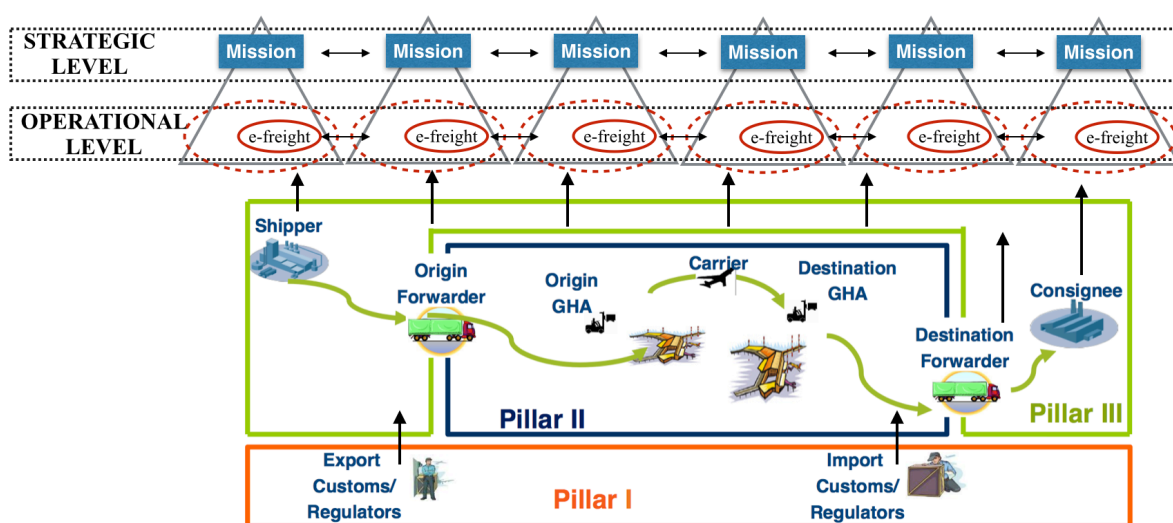 STRATEGIC
LEVEL
Mission
Mission
Mission
Mission
Mission
Mission
OPERATIONAL
LEVEL
e-freight
e-freight
e-freight
e-freight
e-freight
e-freight
Shipper
Origin
Forwarder
Origin
GHA
Carrier
Destination
GHA
Consignee
Destination
Forwarder
Pillar II
Pillar III
Export
Customs/
Regulators
Pillar I
Import
Customs/
Regulators